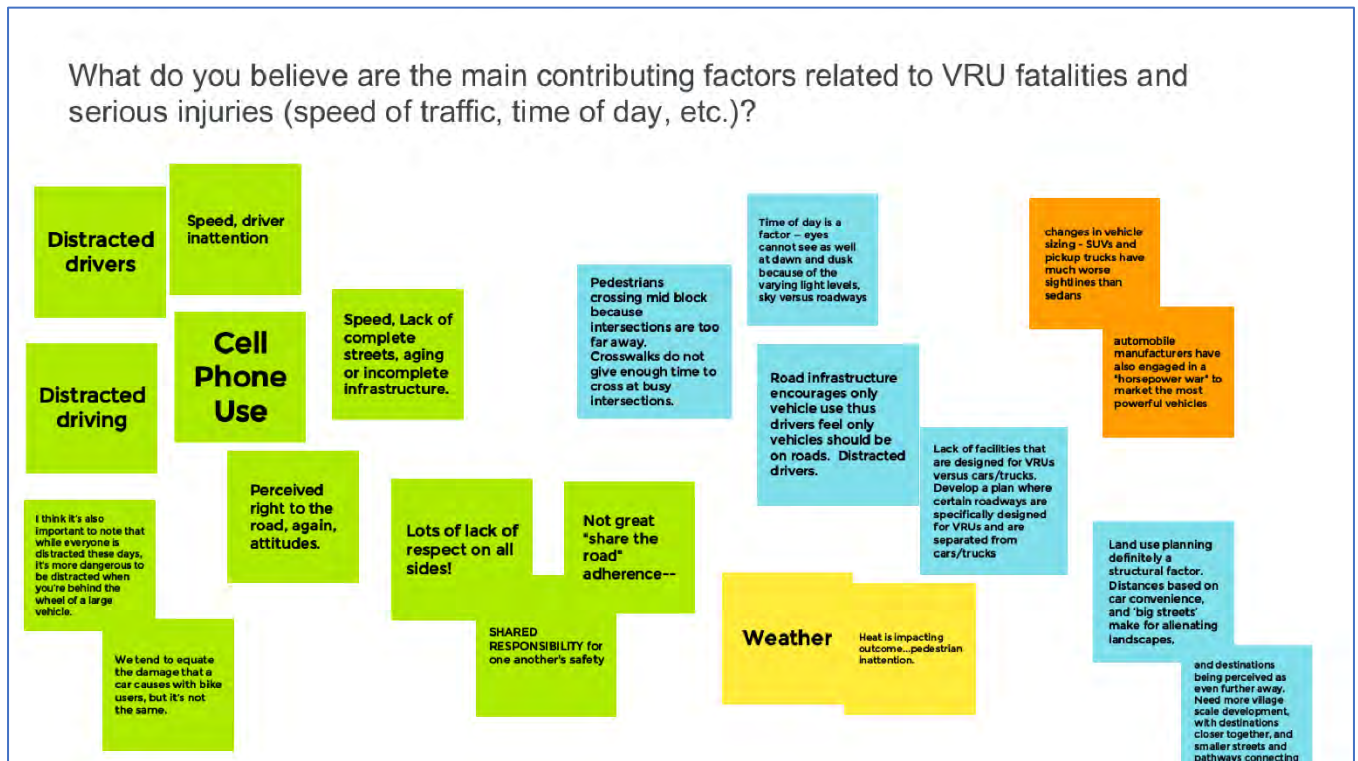 What do you believe are the main contributing factors related to VRU fatalities and
serious injuries (speed of traffic, time of day, etc.)?
Distracted
drivers
Speed, driver
inattention
Distracted
driving
Cell
Phone
Use
Speed, Lack of
complete
streets, aging
or incomplete
infrastructure.
I think it's also
important to note that
while everyone is
distracted these days,
it's more dangerous to
be distracted when
you're behind the
wheel of a large
vehicle.
We tend to equate
the damage that a
car causes with bike
users, but it's not
the same.
Perceived
right to the
road, again,
attitudes.
Lots of lack of
respect on all
sides!
Not great
"share the
road"
adherence--
SHARED
RESPONSIBILITY for
one another's safety
Pedestrians
crossing mid block
because
intersections are too
far away.
Crosswalks do not
give enough time to
cross at busy
intersections.
Time of day is a
factor – eyes
cannot see as well
at dawn and dusk
because of the
varying light levels,
sky versus roadways
Road infrastructure
encourages only
vehicle use thus
drivers feel only
vehicles should be
on roads. Distracted
drivers.
Lack of facilities that
are designed for VRUs
versus cars/trucks.
Develop a plan where
certain roadways are
specifically designed
for VRUs and are
separated from
cars/trucks
Weather
Heat is impacting
outcome...pedestrian
inattention.
changes in vehicle
sizing - SUVs and
pickup trucks have
much worse
sightlines than
sedans
automobile
manufacturers have
also engaged in a
"horsepower war" to
market the most
powerful vehicles
Land use planning
definitely a
structural factor.
Distances based on
car convenience,
and 'big streets'
make for alienating
landscapes,
and destinations
being perceived as
even further away.
Need more village
scale development,
with destinations
closer together, and
smaller streets and
pathways connecting